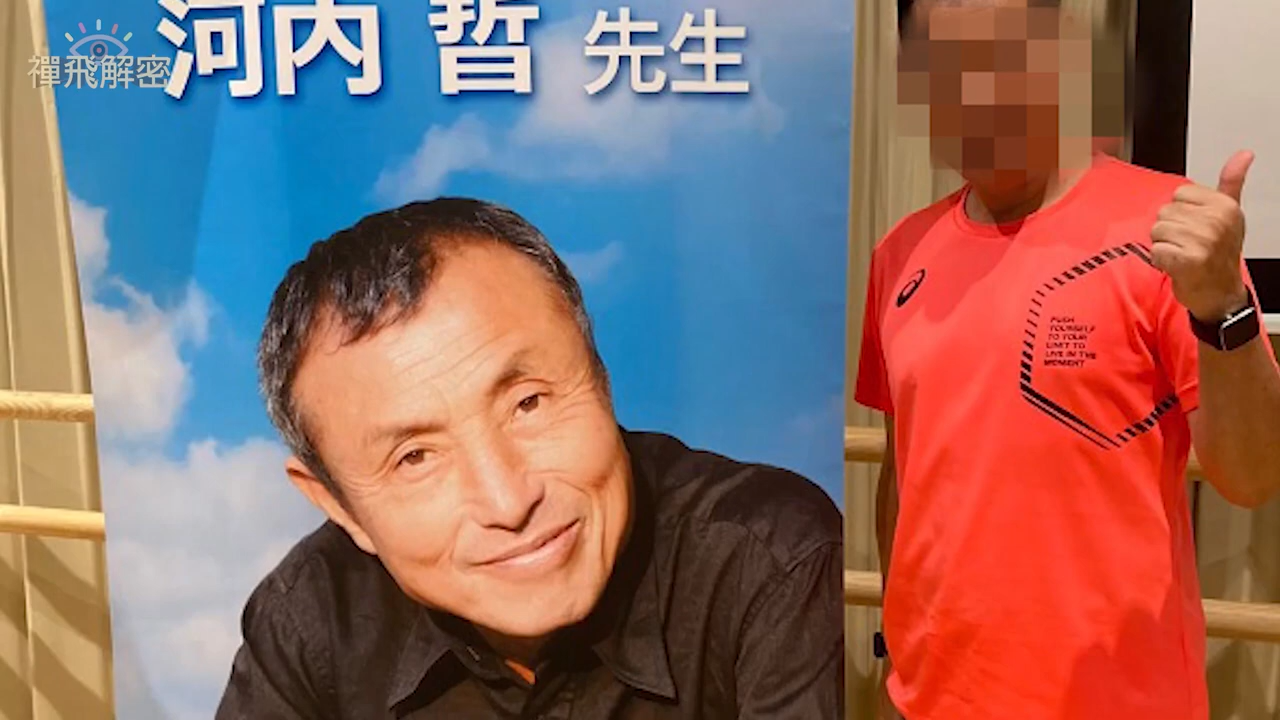 河内 哲 先生
禪飛解密
PUSH
YOURSELF
TO YOUR
LIMIT TO
LIVE IN THE
MOMENT